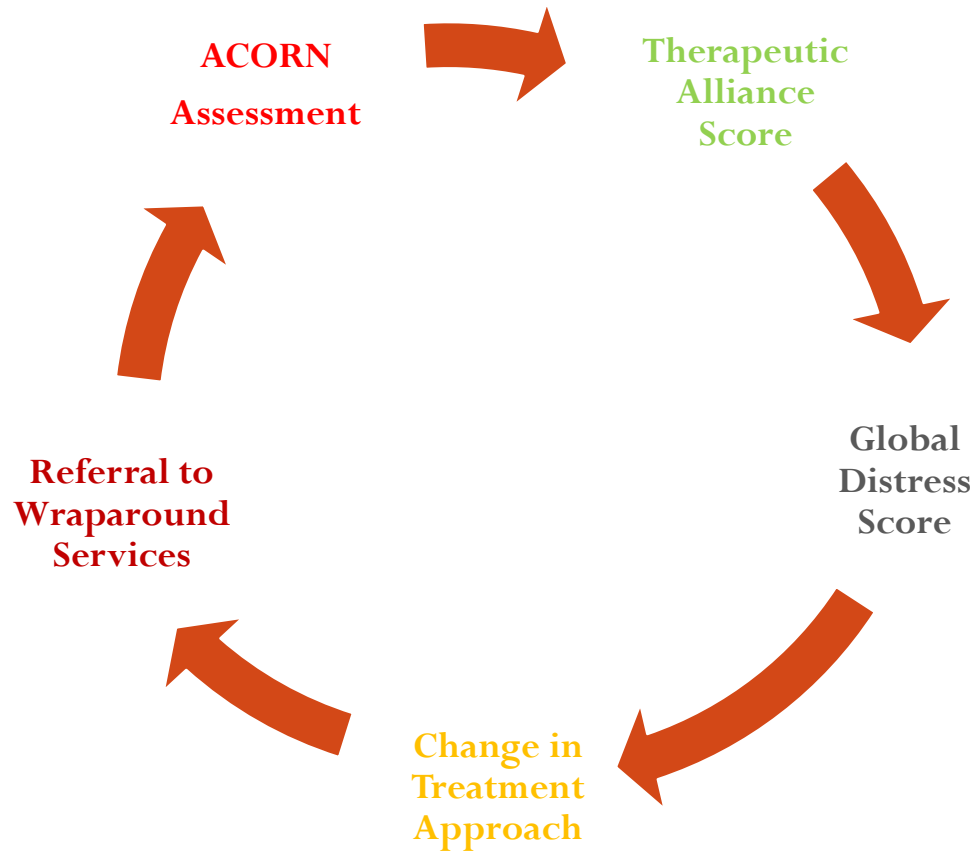 ACORN
Assessment
Therapeutic
Alliance
Score
Global
Distress
Score
Change in
Treatment
Approach
Referral to
Wraparound
Services